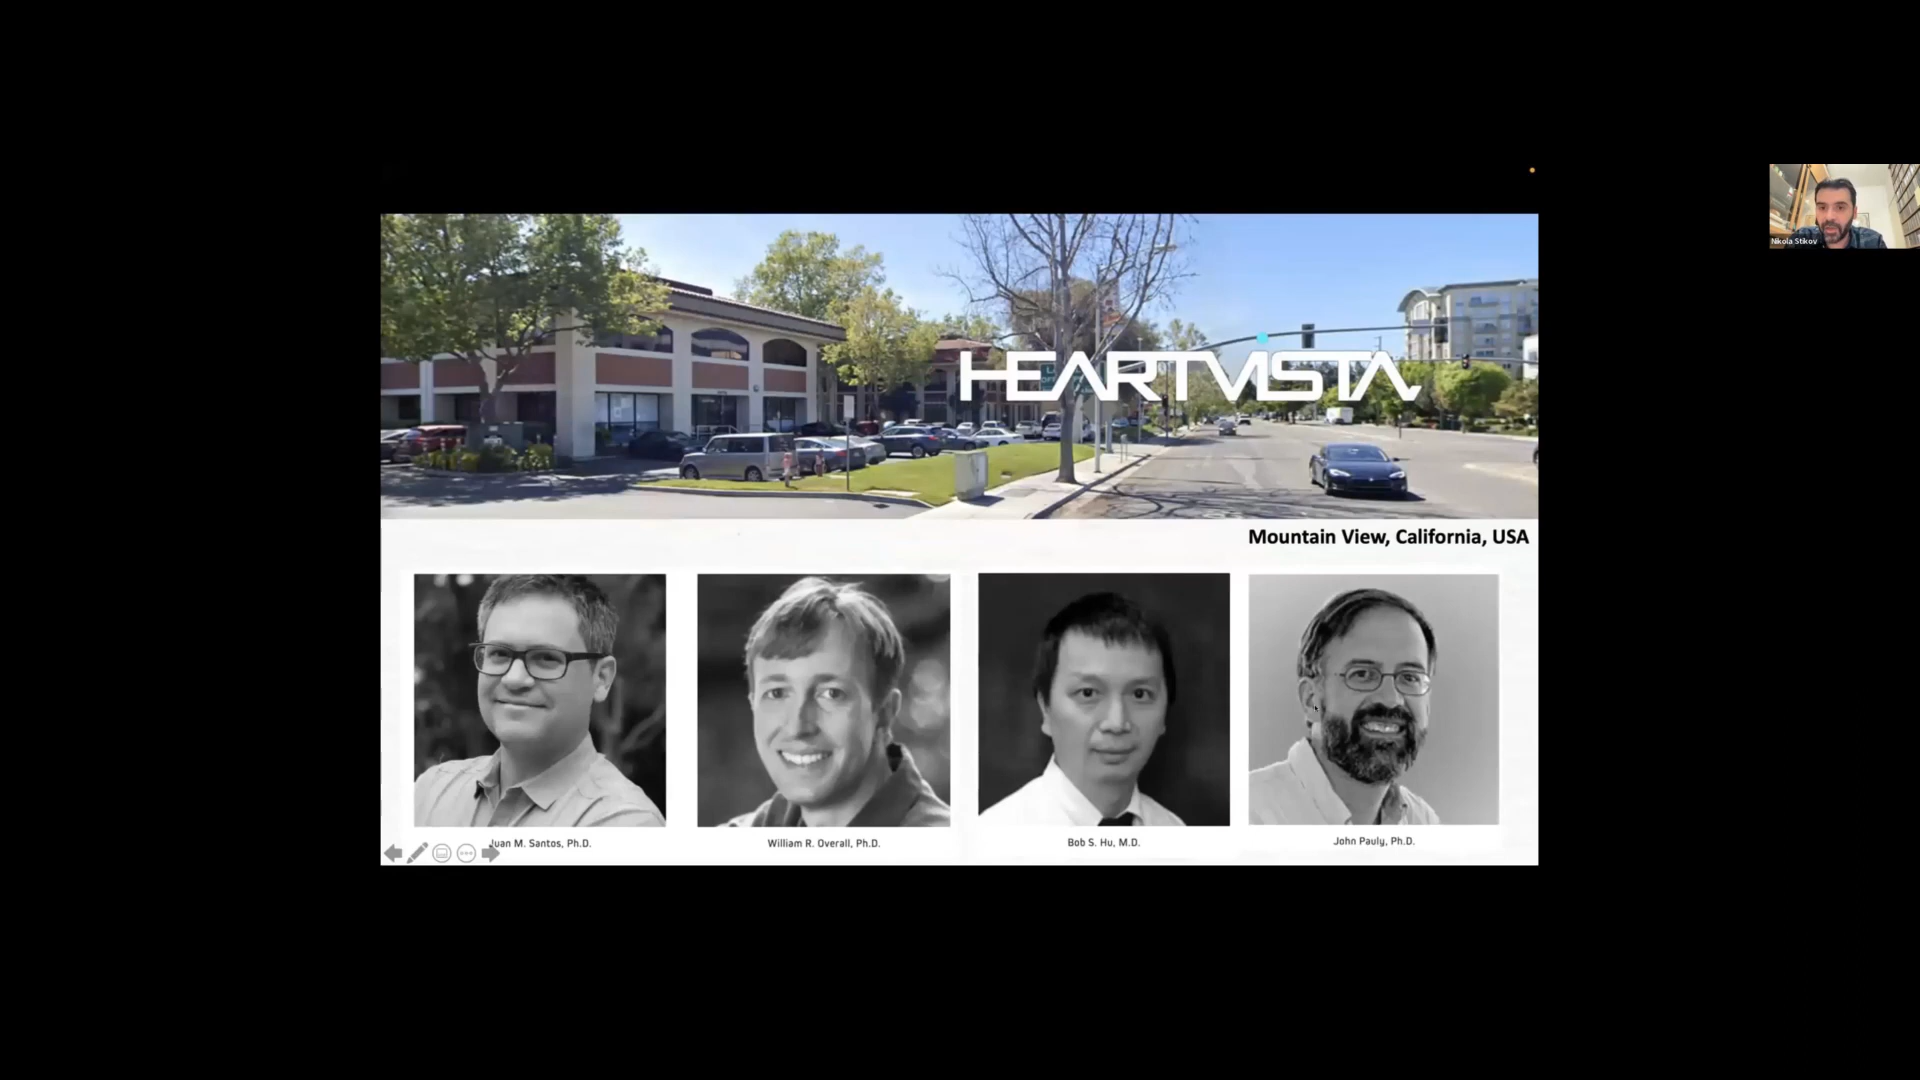 Nikola Stikov
HEARTVISTA
Mountain View, California, USA
Juan M. Santos, Ph.D.
William R. Overall, Ph.D.
Bob S. Hu, M.D.
John Pauly, Ph.D.